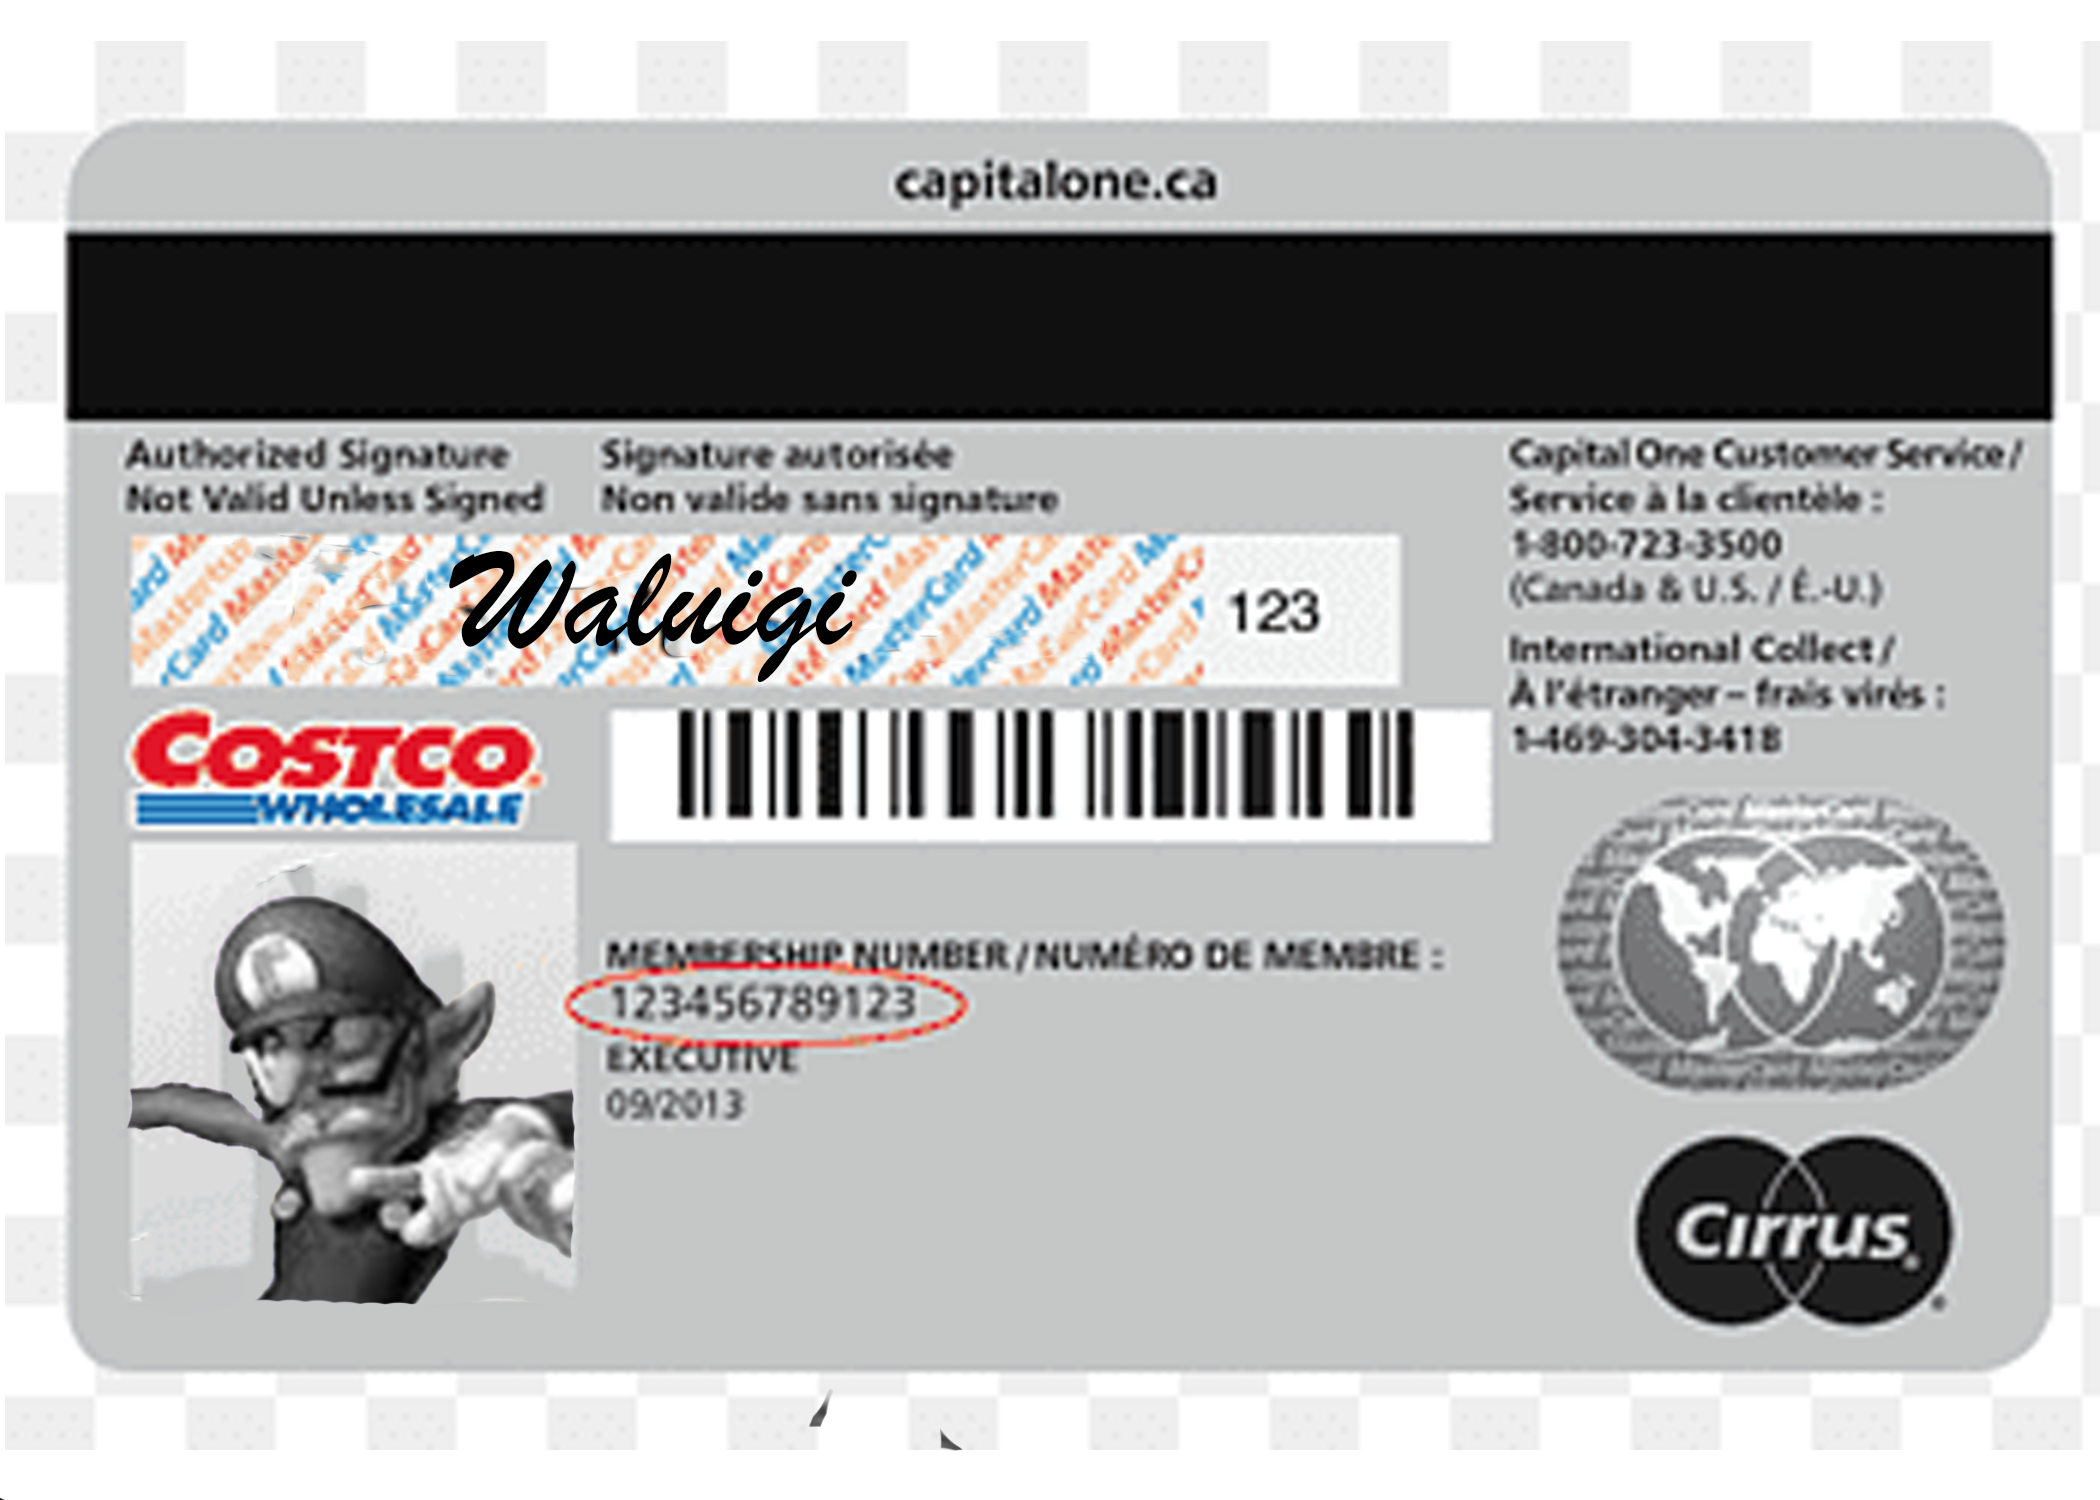 capitalone.ca
Authorized Signature
Not Valid Unless Signed
Signature autorisée
Non valide sans signature
Waluigi
123
Capital One Customer Service /
Service à la clientèle :
1-800-723-3500
(Canada & U.S. / É.-U.)
International Collect /
À l'étranger – frais virés :
1-469-304-3418
COSTCO
WHOLESALE
MEMBERSHIP NUMBER / NUMÉRO DE MEMBRE :
123456789123
EXECUTIVE
09/2013
Cirrus